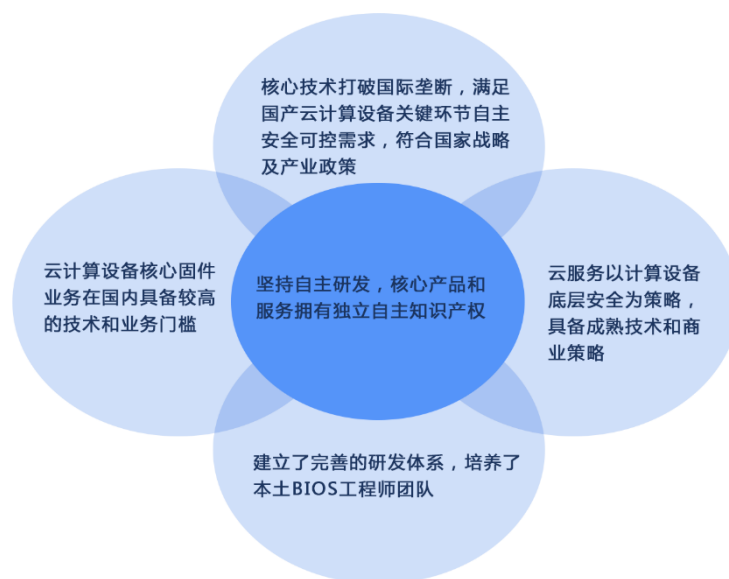 核心技术打破国际垄断，满足
国产云计算设备关键环节自主
安全可控需求，符合国家战略
及产业政策
云计算设备核心固件
业务在国内具备较高
的技术和业务门槛
坚持自主研发，核心产品和
服务拥有独立自主知识产权
云服务以计算设备
底层安全为策略，
具备成熟技术和商
业策略
建立了完善的研发体系，培养了
本土BIOS工程师团队